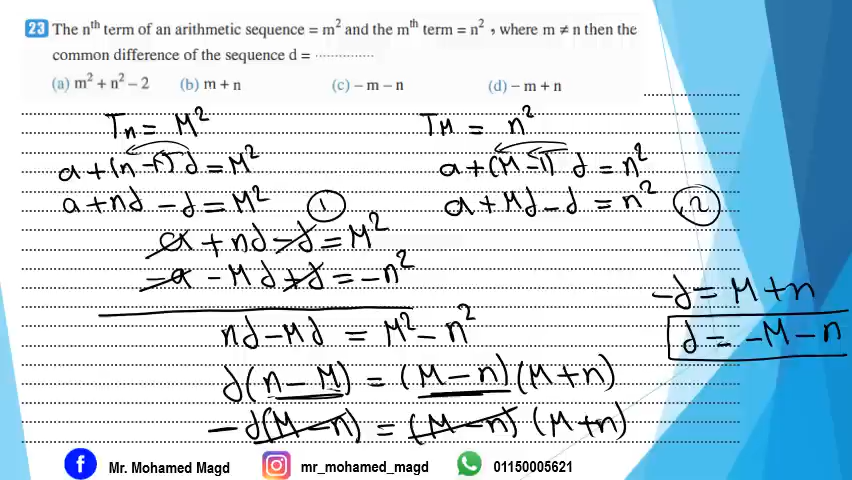 23 The nth term of an arithmetic sequence = m² and the mth term = n² , where m ≠ n then the
common difference of the sequence d = ...............
(a) m² + n² – 2 (b) m + n (c) – m – n (d) – m + n
Tn = M² TM = n²
a + (n – 1) d = M² a + (M – 1) d = n²
a + nd – d = M² ① a + Md – d = n² ②
a + nd – d = M²
–a – Md + d = –n²
nd – Md = M² – n²
d(n – M) = (M – n)(M + n)
–d(M – n) = (M – n)(M + n)
–d = M + n
d = –M – n
Mr. Mohamed Magd mr_mohamed_magd 01150005621